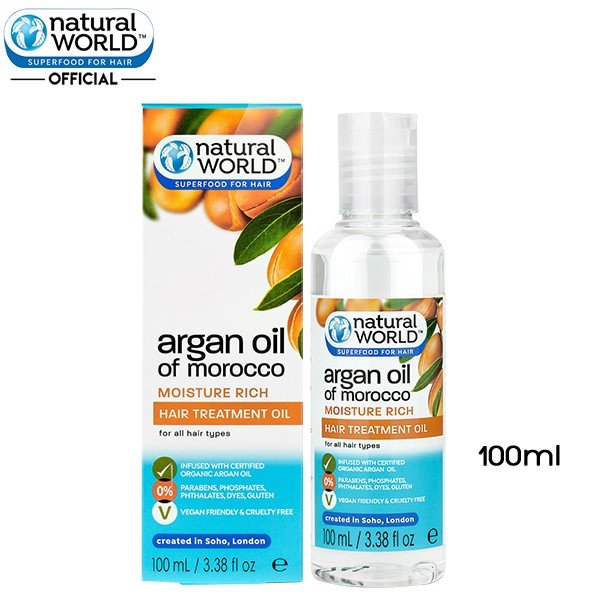 natural
WORLD™
SUPERFOOD FOR HAIR
OFFICIAL
natural
WORLD™
SUPERFOOD FOR HAIR
argan oil
of morocco
MOISTURE RICH
HAIR TREATMENT OIL
for all hair types
INFUSED WITH CERTIFIED
ORGANIC ARGAN OIL
0%
PARABENS, PHOSPHATES,
PHTHALATES, DYES, GLUTEN
V
VEGAN FRIENDLY & CRUELTY FREE
created in Soho, London
100 mL / 3.38 fl oz ℮
natural
WORLD™
SUPERFOOD FOR HAIR
argan oil
of morocco
MOISTURE RICH
HAIR TREATMENT OIL
for all hair types
INFUSED WITH CERTIFIED
ORGANIC ARGAN OIL
0%
PARABENS, PHOSPHATES,
PHTHALATES, DYES, GLUTEN
V
VEGAN FRIENDLY & CRUELTY FREE
created in Soho, London
100 mL / 3.38 fl oz ℮
100ml